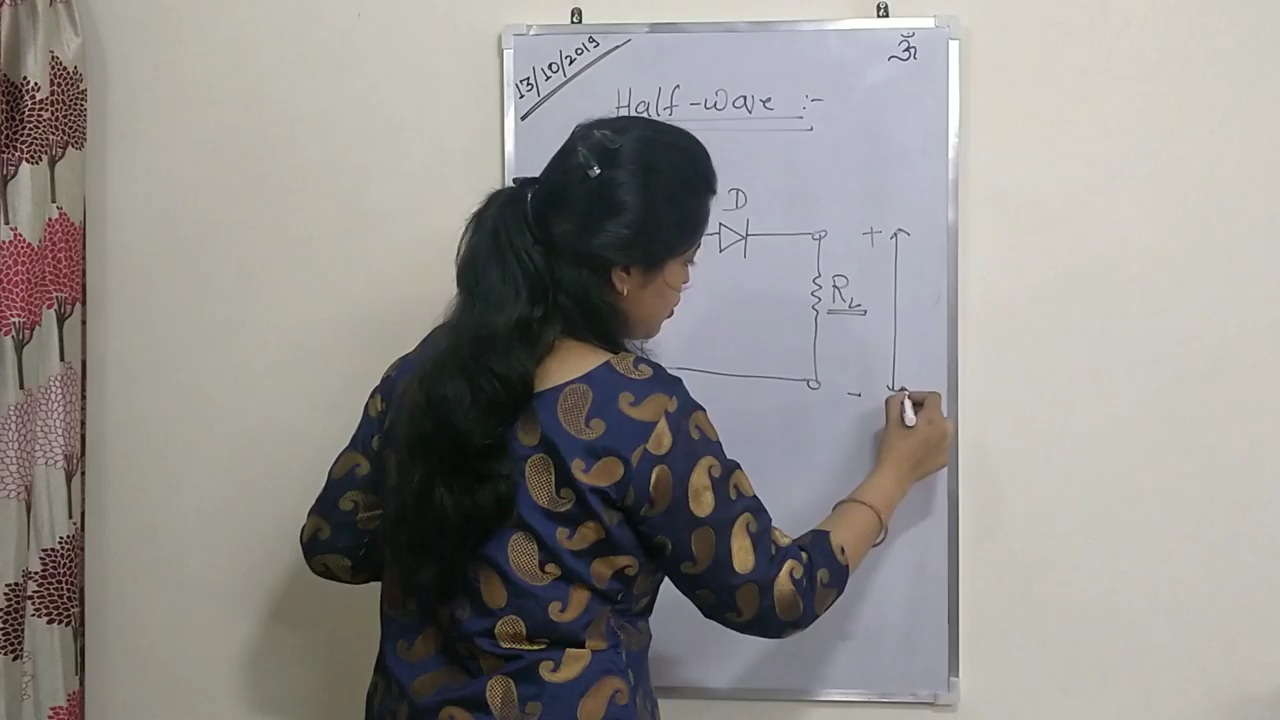 13/10/2019
ॐ
Half-wave :-
D
+
RL
-